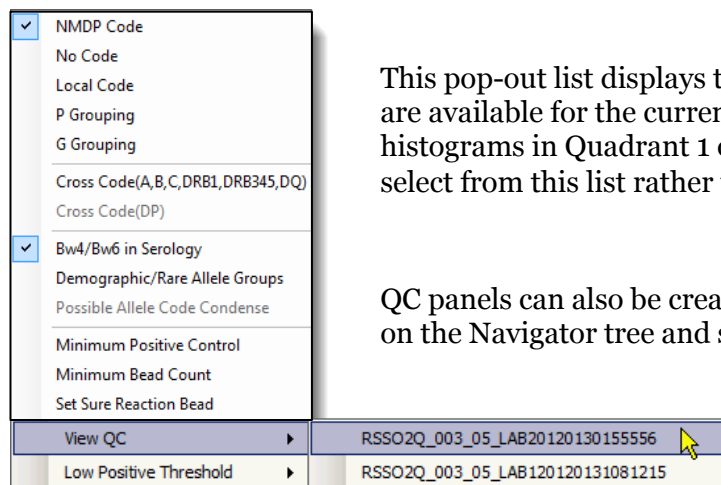 NMDP Code
No Code
Local Code
P Grouping
G Grouping
Cross Code(A,B,C,DRB1,DRB345,DQ)
Cross Code(DP)
Bw4/Bw6 in Serology
Demographic/Rare Allele Groups
Possible Allele Code Condense
Minimum Positive Control
Minimum Bead Count
Set Sure Reaction Bead
View QC
Low Positive Threshold
RSSO2Q_003_05_LAB20120130155556
RSSO2Q_003_05_LAB120120131081215
This pop-out list displays
are available for the
histograms in Quadrant 1
select from this list rather
QC panels can also be
on the Navigator tree and